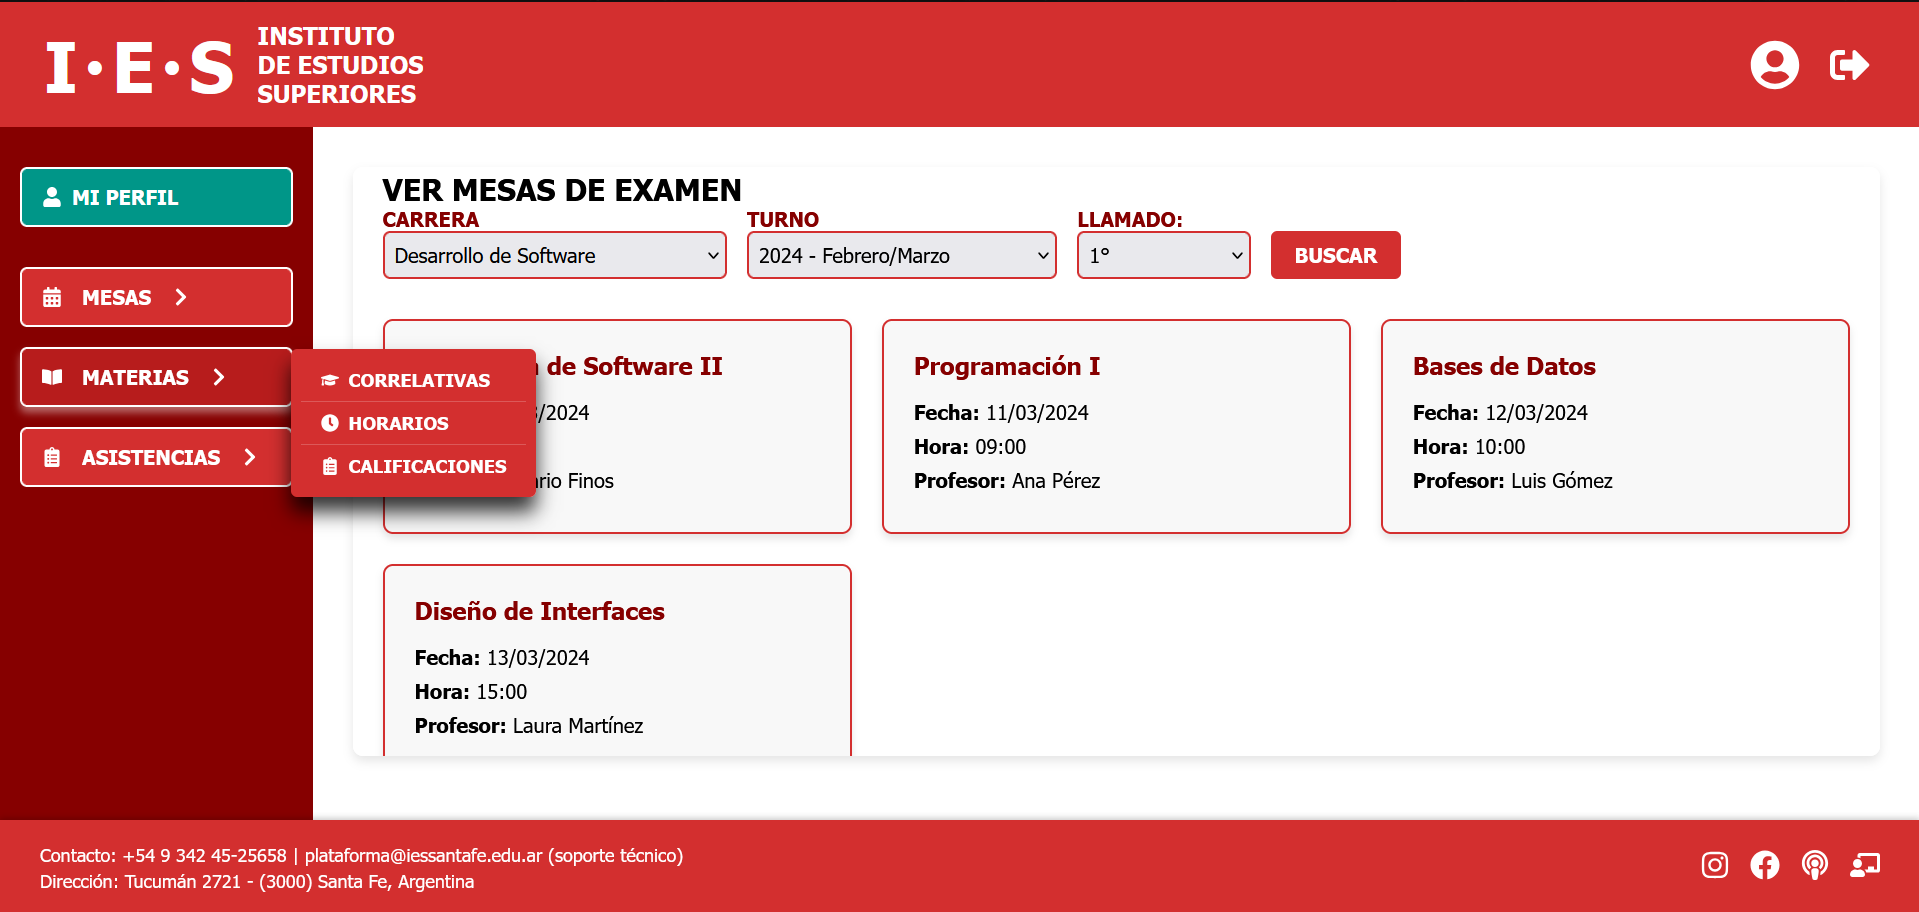 I·E·S
INSTITUTO
DE ESTUDIOS
SUPERIORES
MI PERFIL
MESAS
MATERIAS
ASISTENCIAS
CORRELATIVAS
HORARIOS
CALIFICACIONES
VER MESAS DE EXAMEN
CARRERA
Desarrollo de Software
TURNO
2024 - Febrero/Marzo
LLAMADO:
1°
BUSCAR
de Software II
/2024
Finos
Programación I
Fecha: 11/03/2024
Hora: 09:00
Profesor: Ana Pérez
Bases de Datos
Fecha: 12/03/2024
Hora: 10:00
Profesor: Luis Gómez
Diseño de Interfaces
Fecha: 13/03/2024
Hora: 15:00
Profesor: Laura Martínez
Contacto: +54 9 342 45-25658 | plataforma@iessantafe.edu.ar (soporte técnico)
Dirección: Tucumán 2721 - (3000) Santa Fe, Argentina